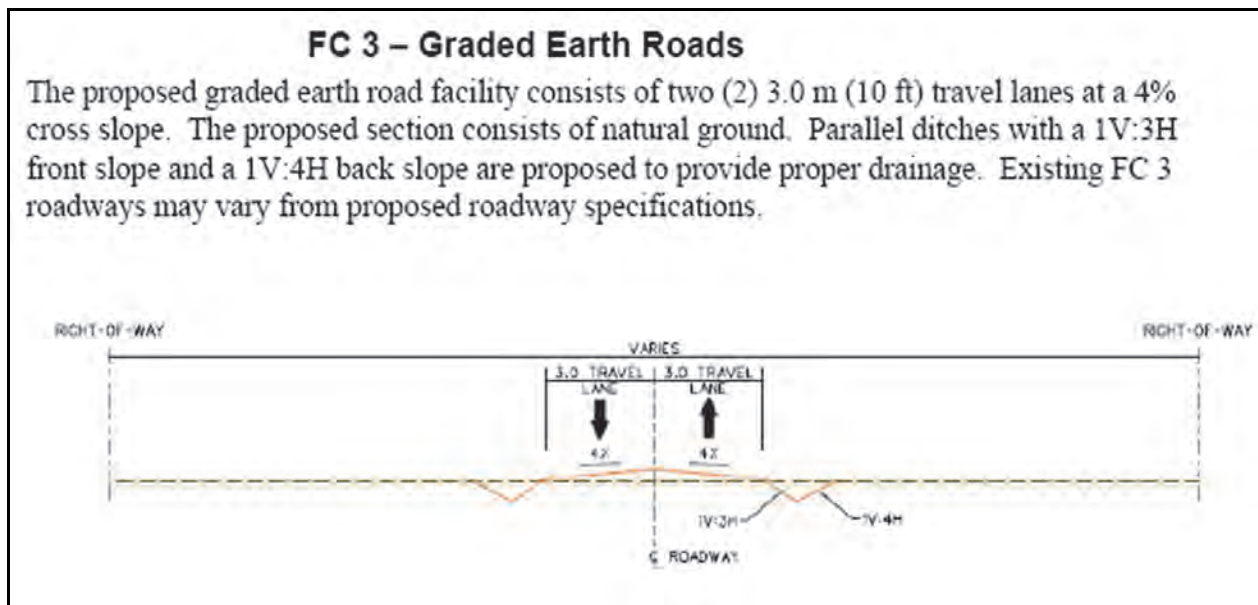 FC 3 – Graded Earth Roads
The proposed graded earth road facility consists of two (2) 3.0 m (10 ft) travel lanes at a 4%
cross slope. The proposed section consists of natural ground. Parallel ditches with a 1V:3H
front slope and a 1V:4H back slope are proposed to provide proper drainage. Existing FC 3
roadways may vary from proposed roadway specifications.
RIGHT-OF-WAY
RIGHT-OF-WAY
VARIES
3.0 TRAVEL LANE
3.0 TRAVEL LANE
4%
4%
1V:3H
1V:4H
℄ ROADWAY